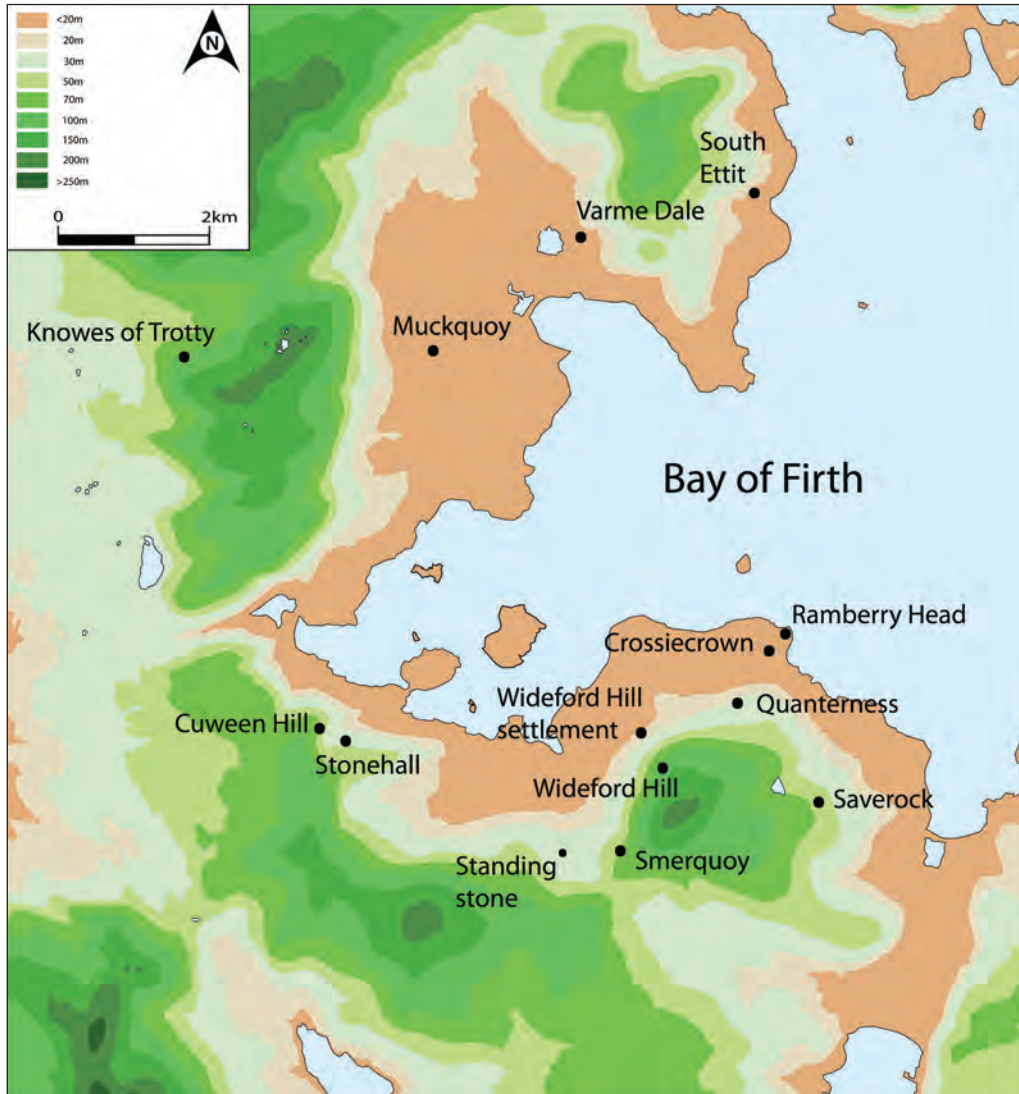 <20m
20m
30m
50m
70m
100m
150m
200m
>250m
N
0 2km
South
Ettit
Varme Dale
Knowes of Trotty
Muckquoy
Bay of Firth
Ramberry Head
Crossiecrown
Wideford Hill
settlement
Quanterness
Cuween Hill
Stonehall
Wideford Hill
Saverock
Standing
stone
Smerquoy